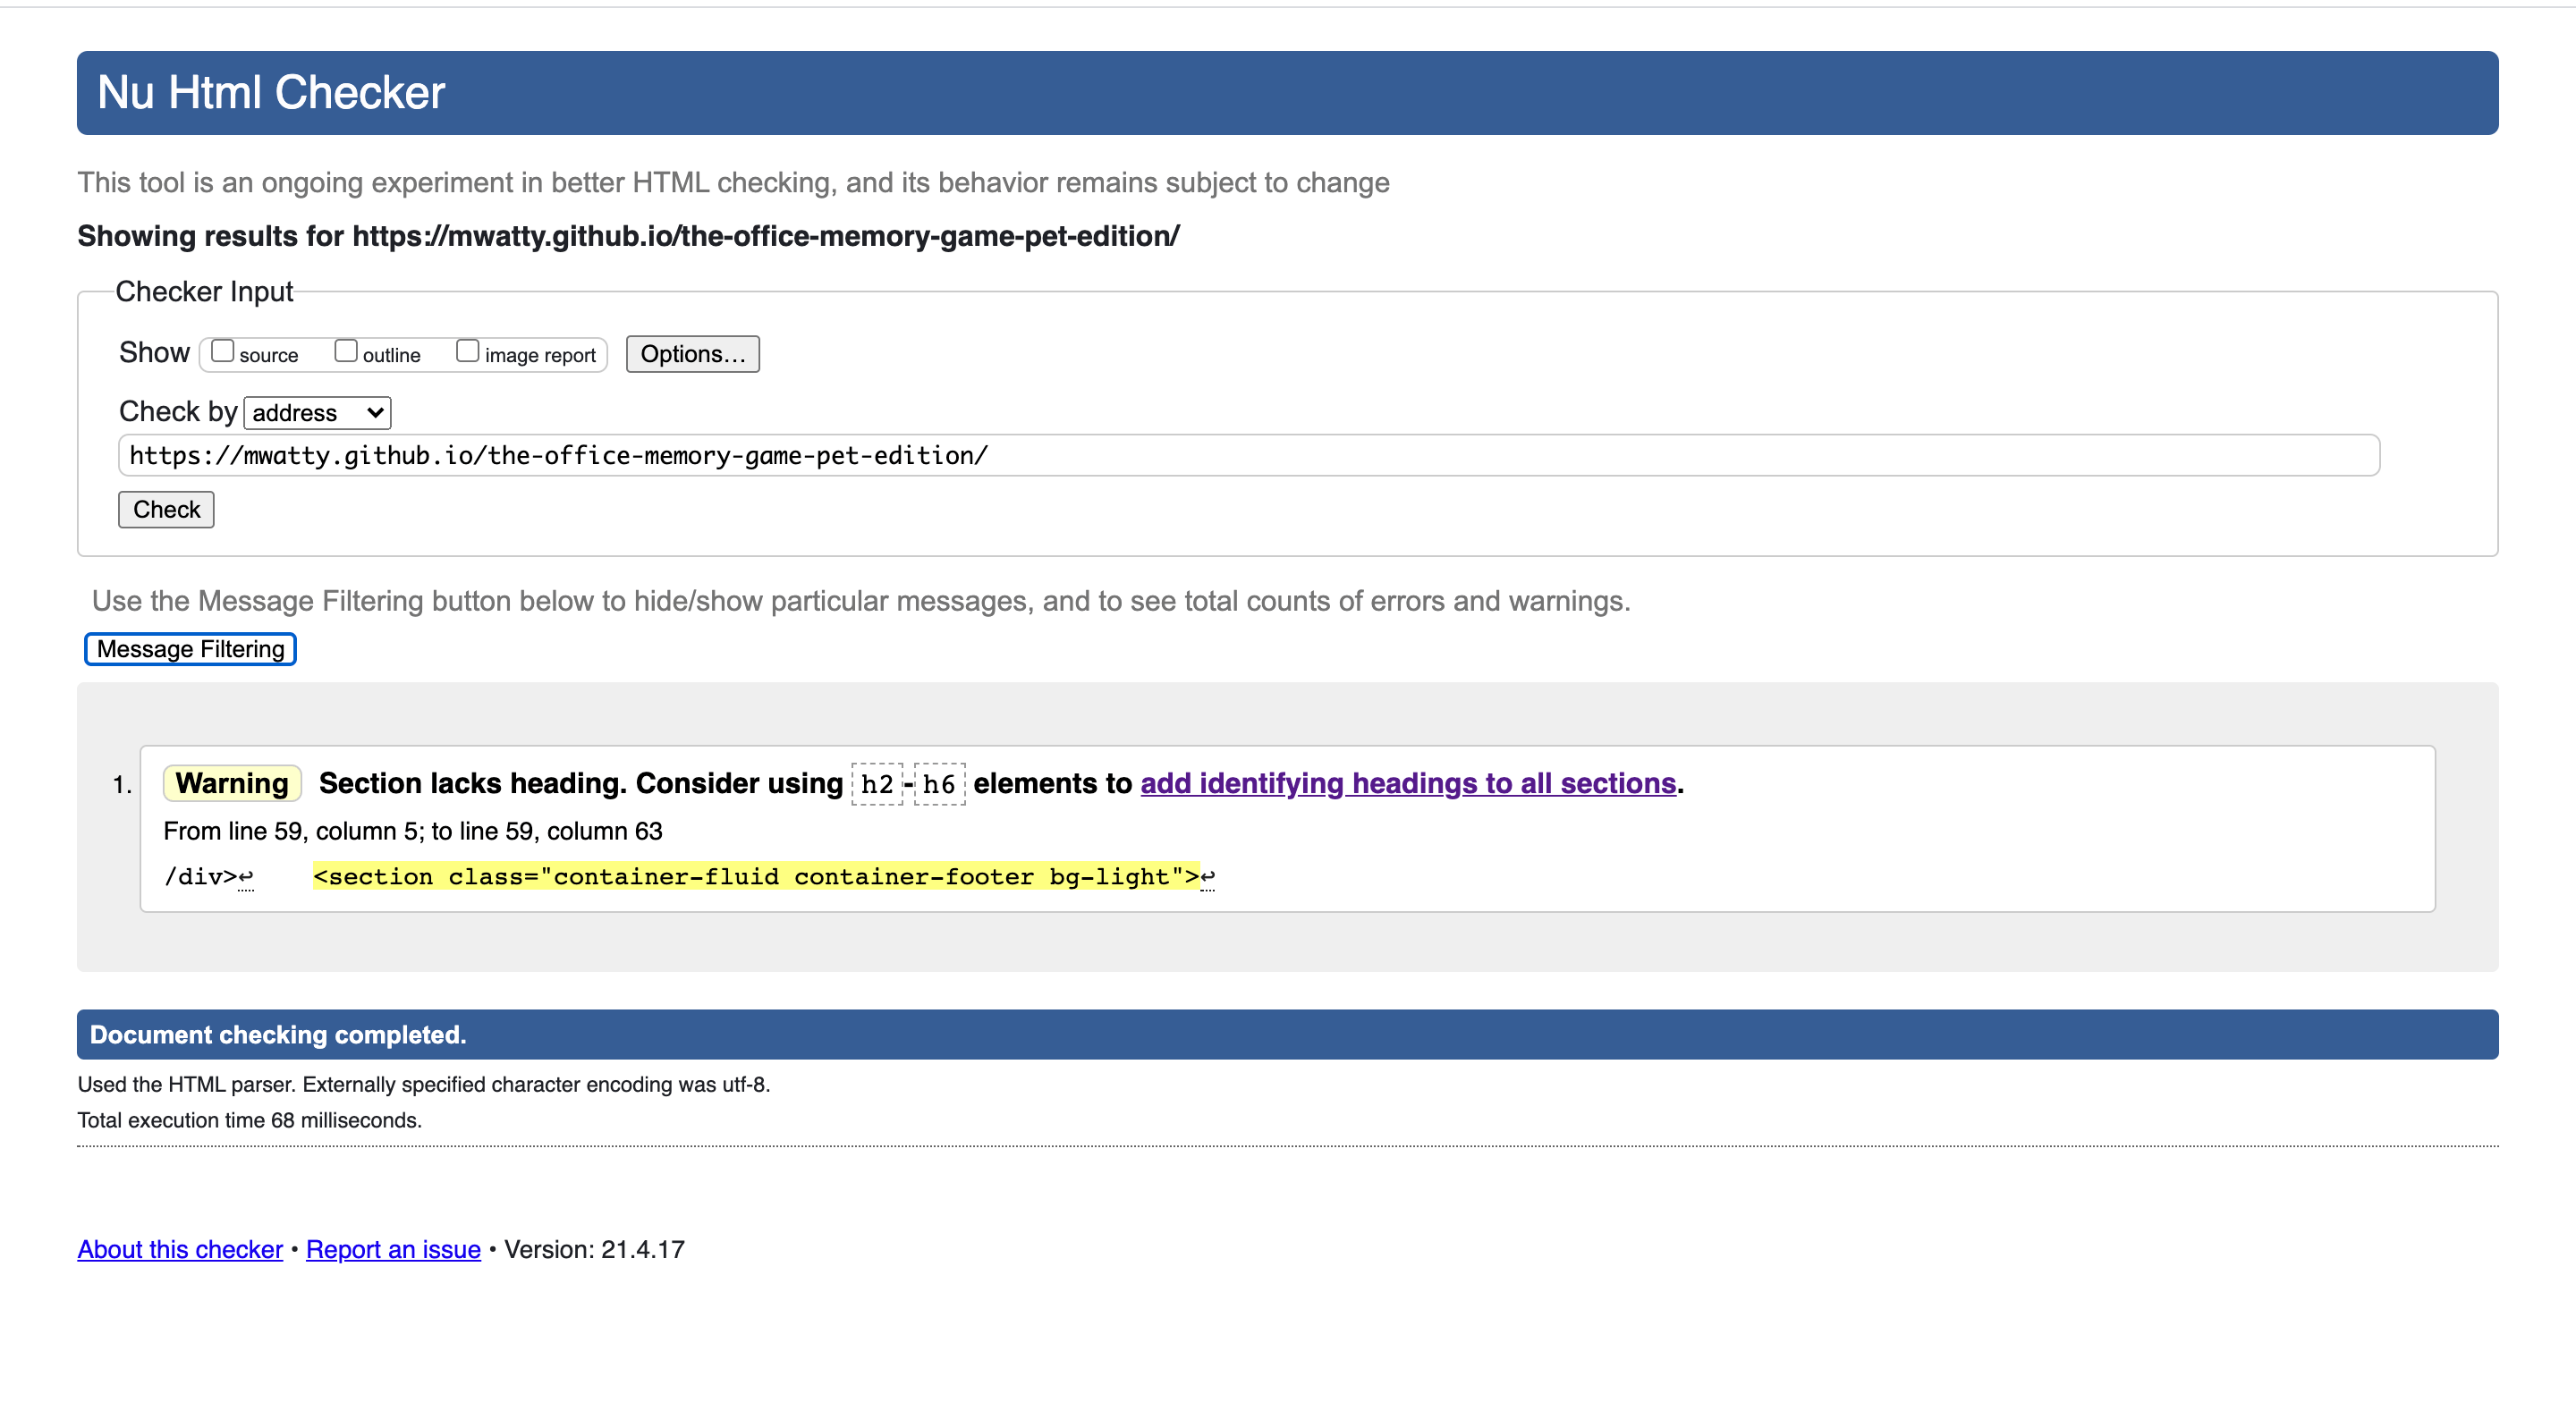 Nu Html Checker
This tool is an ongoing experiment in better HTML checking, and its behavior remains subject to change
Showing results for https://mwatty.github.io/the-office-memory-game-pet-edition/
Checker Input
Show source outline image report Options...
Check by address
https://mwatty.github.io/the-office-memory-game-pet-edition/
Check
Use the Message Filtering button below to hide/show particular messages, and to see total counts of errors and warnings.
Message Filtering
1. Warning Section lacks heading. Consider using h2-h6 elements to add identifying headings to all sections.
From line 59, column 5; to line 59, column 63
/div>↩ <section class="container-fluid container-footer bg-light">↩
Document checking completed.
Used the HTML parser. Externally specified character encoding was utf-8.
Total execution time 68 milliseconds.
About this checker • Report an issue • Version: 21.4.17